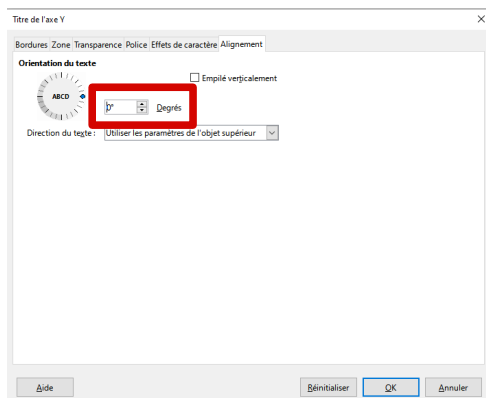 Titre de l'axe Y
Bordures Zone Transparence Police Effets de caractère Alignement
Orientation du texte
Empilé verticalement
ABCD
0° Degrés
Direction du texte : Utiliser les paramètres de l'objet supérieur
Aide Réinitialiser OK Annuler